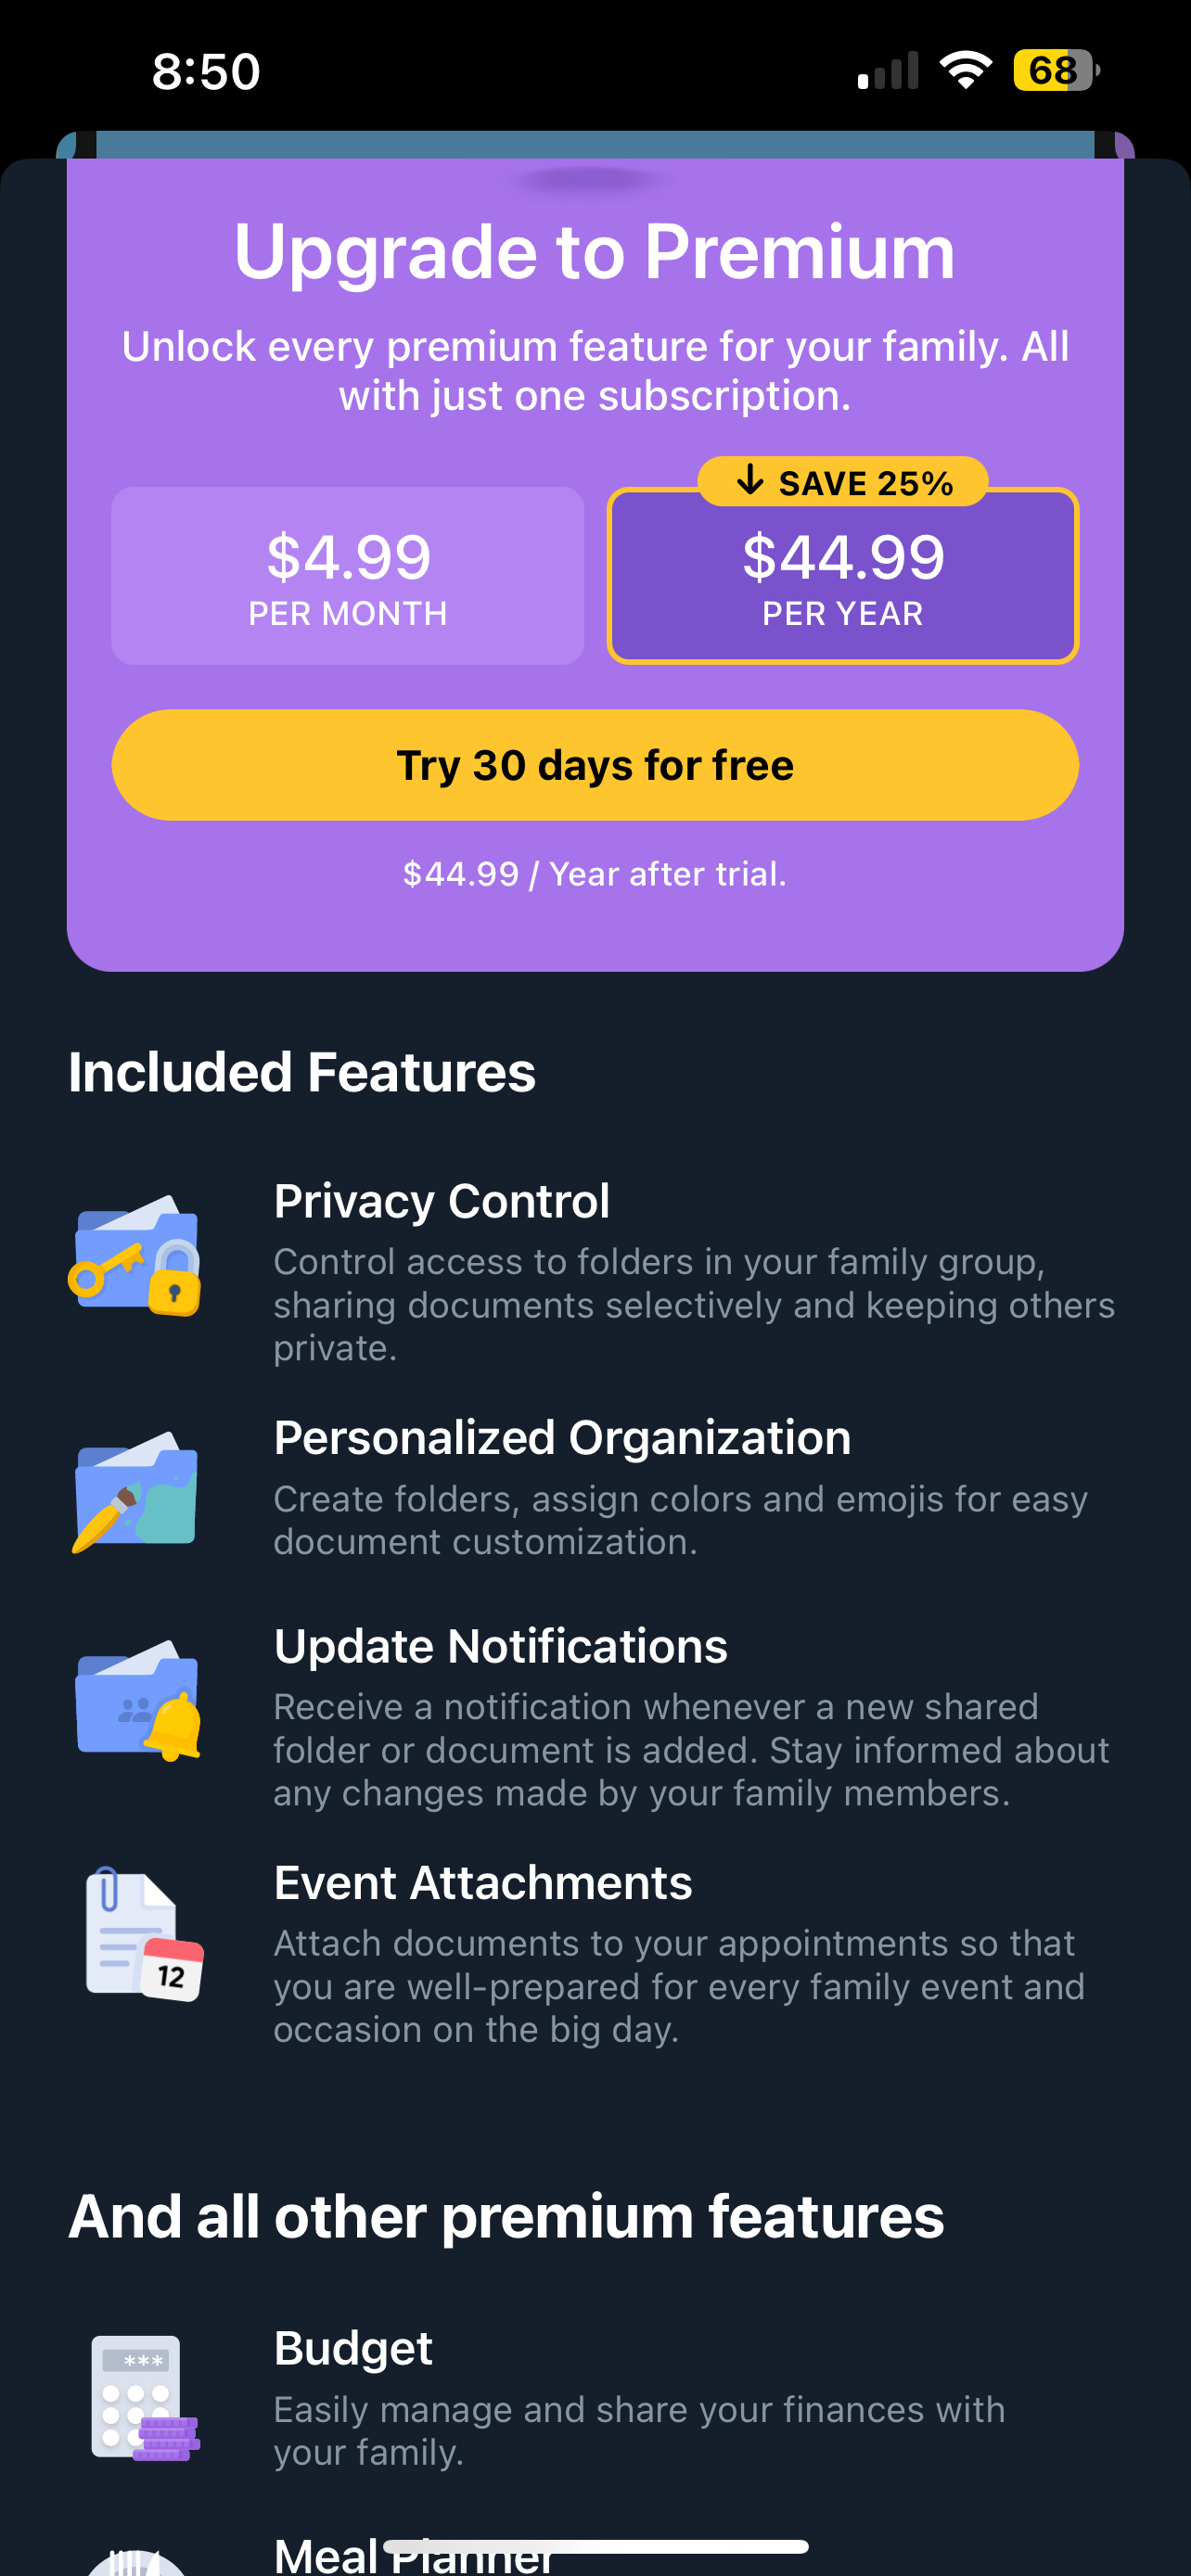 8:50
68
Upgrade to Premium
Unlock every premium feature for your family. All
with just one subscription.
SAVE 25%
$4.99
PER MONTH
$44.99
PER YEAR
Try 30 days for free
$44.99 / Year after trial.
Included Features
Privacy Control
Control access to folders in your family group,
sharing documents selectively and keeping others
private.
Personalized Organization
Create folders, assign colors and emojis for easy
document customization.
Update Notifications
Receive a notification whenever a new shared
folder or document is added. Stay informed about
any changes made by your family members.
Event Attachments
12
Attach documents to your appointments so that
you are well-prepared for every family event and
occasion on the big day.
And all other premium features
***
Budget
Easily manage and share your finances with
your family.
Meal Planner